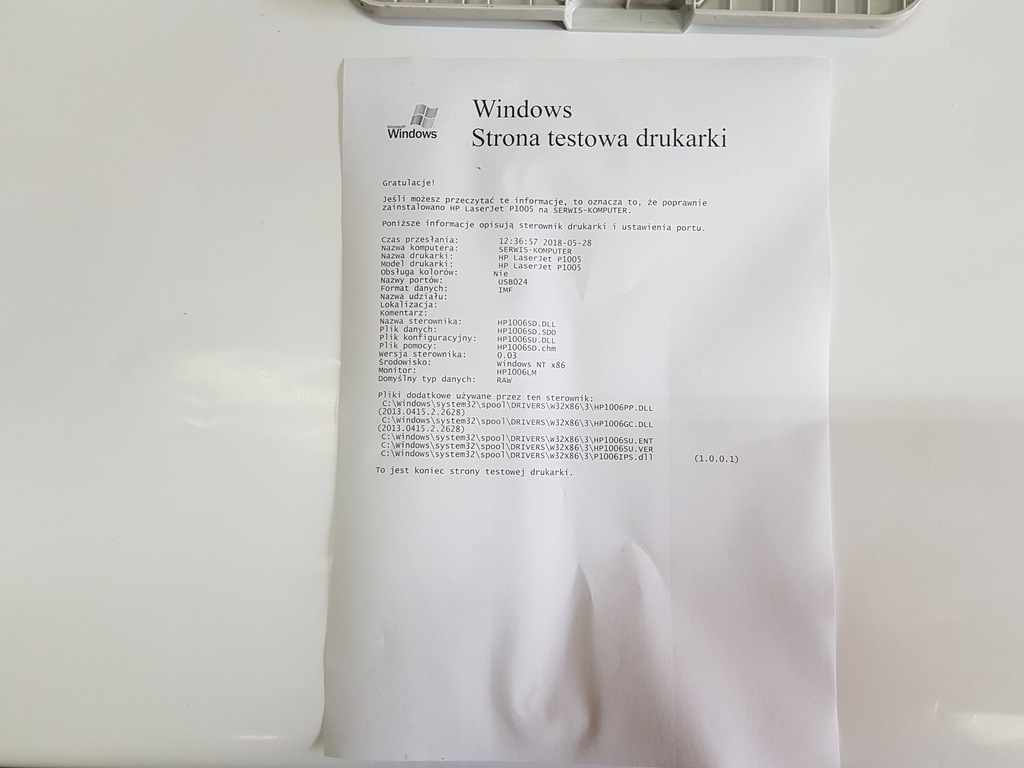 Microsoft
Windows
Windows
Strona testowa drukarki
Gratulacje!
Jeśli możesz przeczytać te informacje, to oznacza to, że poprawnie
zainstalowano HP LaserJet P1005 na SERWIS-KOMPUTER.
Poniższe informacje opisują sterownik drukarki i ustawienia portu.
Czas przesłania: 12:36:57 2018-05-28
Nazwa komputera: SERWIS-KOMPUTER
Nazwa drukarki: HP LaserJet P1005
Model drukarki: HP LaserJet P1005
Obsługa kolorów: Nie
Nazwy portów: USB024
Format danych: IMF
Nazwa udziału:
Lokalizacja:
Komentarz:
Nazwa sterownika: HP1006SD.DLL
Plik danych: HP1006SD.SDD
Plik konfiguracyjny: HP1006SU.DLL
Plik pomocy: HP1006SD.chm
Wersja sterownika: 0.03
Środowisko: Windows NT x86
Monitor: HP1006LM
Domyślny typ danych: RAW
Pliki dodatkowe używane przez ten sterownik:
C:\Windows\system32\spool\DRIVERS\W32X86\3\HP1006PP.DLL
(2013.0415.2.2628)
C:\Windows\system32\spool\DRIVERS\W32X86\3\HP1006GC.DLL
(2013.0415.2.2628)
C:\Windows\system32\spool\DRIVERS\W32X86\3\HP1006SU.ENT
C:\Windows\system32\spool\DRIVERS\W32X86\3\HP1006SU.VER
C:\Windows\system32\spool\DRIVERS\W32X86\3\P1006IPS.dll (1.0.0.1)
To jest koniec strony testowej drukarki.